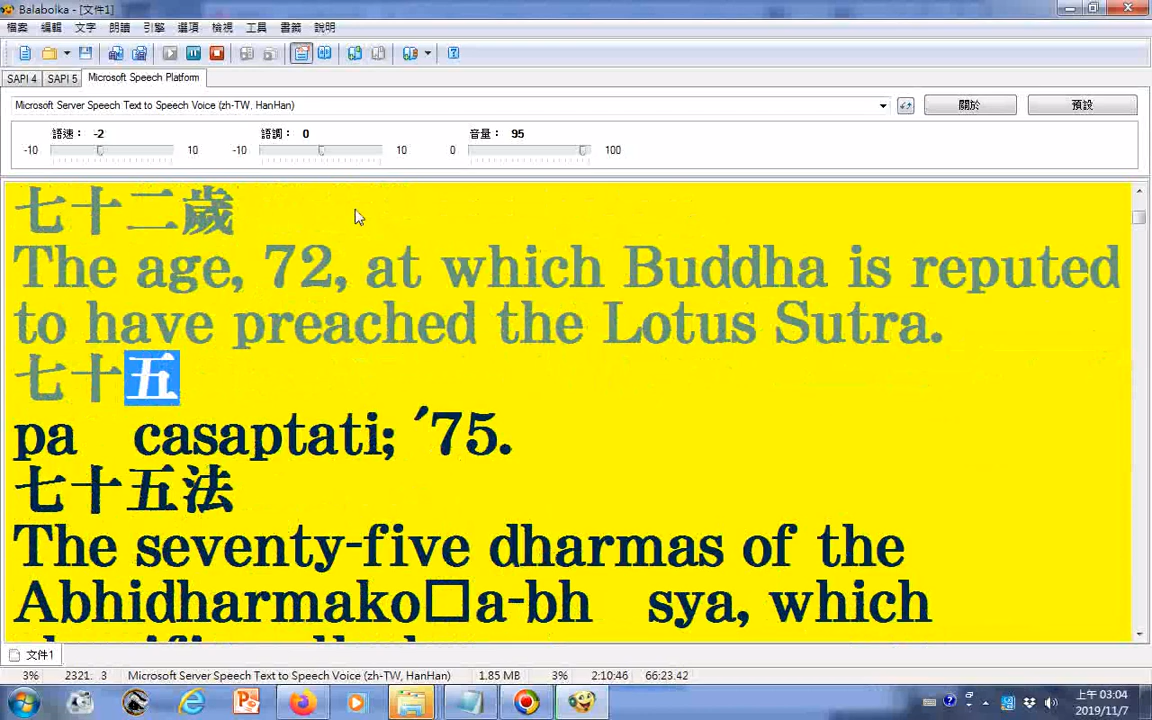 Balabolka - [文件1]
檔案 編輯 文字 朗讀 引擎 選項 檢視 工具 書籤 說明
SAPI 4 SAPI 5 Microsoft Speech Platform
Microsoft Server Speech Text to Speech Voice (zh-TW, HanHan) 關於 預設
語速： -2 語調： 0 音量： 95
-10 10 -10 10 0 100
七十二歲
The age, 72, at which Buddha is reputed
to have preached the Lotus Sutra.
七十五
pa casaptati; ′75.
七十五法
The seventy-five dharmas of the
Abhidharmako□a-bh sya, which
文件1
3% 2321. 3 Microsoft Server Speech Text to Speech Voice (zh-TW, HanHan) 1.85 MB 3% 2:10:46 66:23.42
上午 03:04
2019/11/7